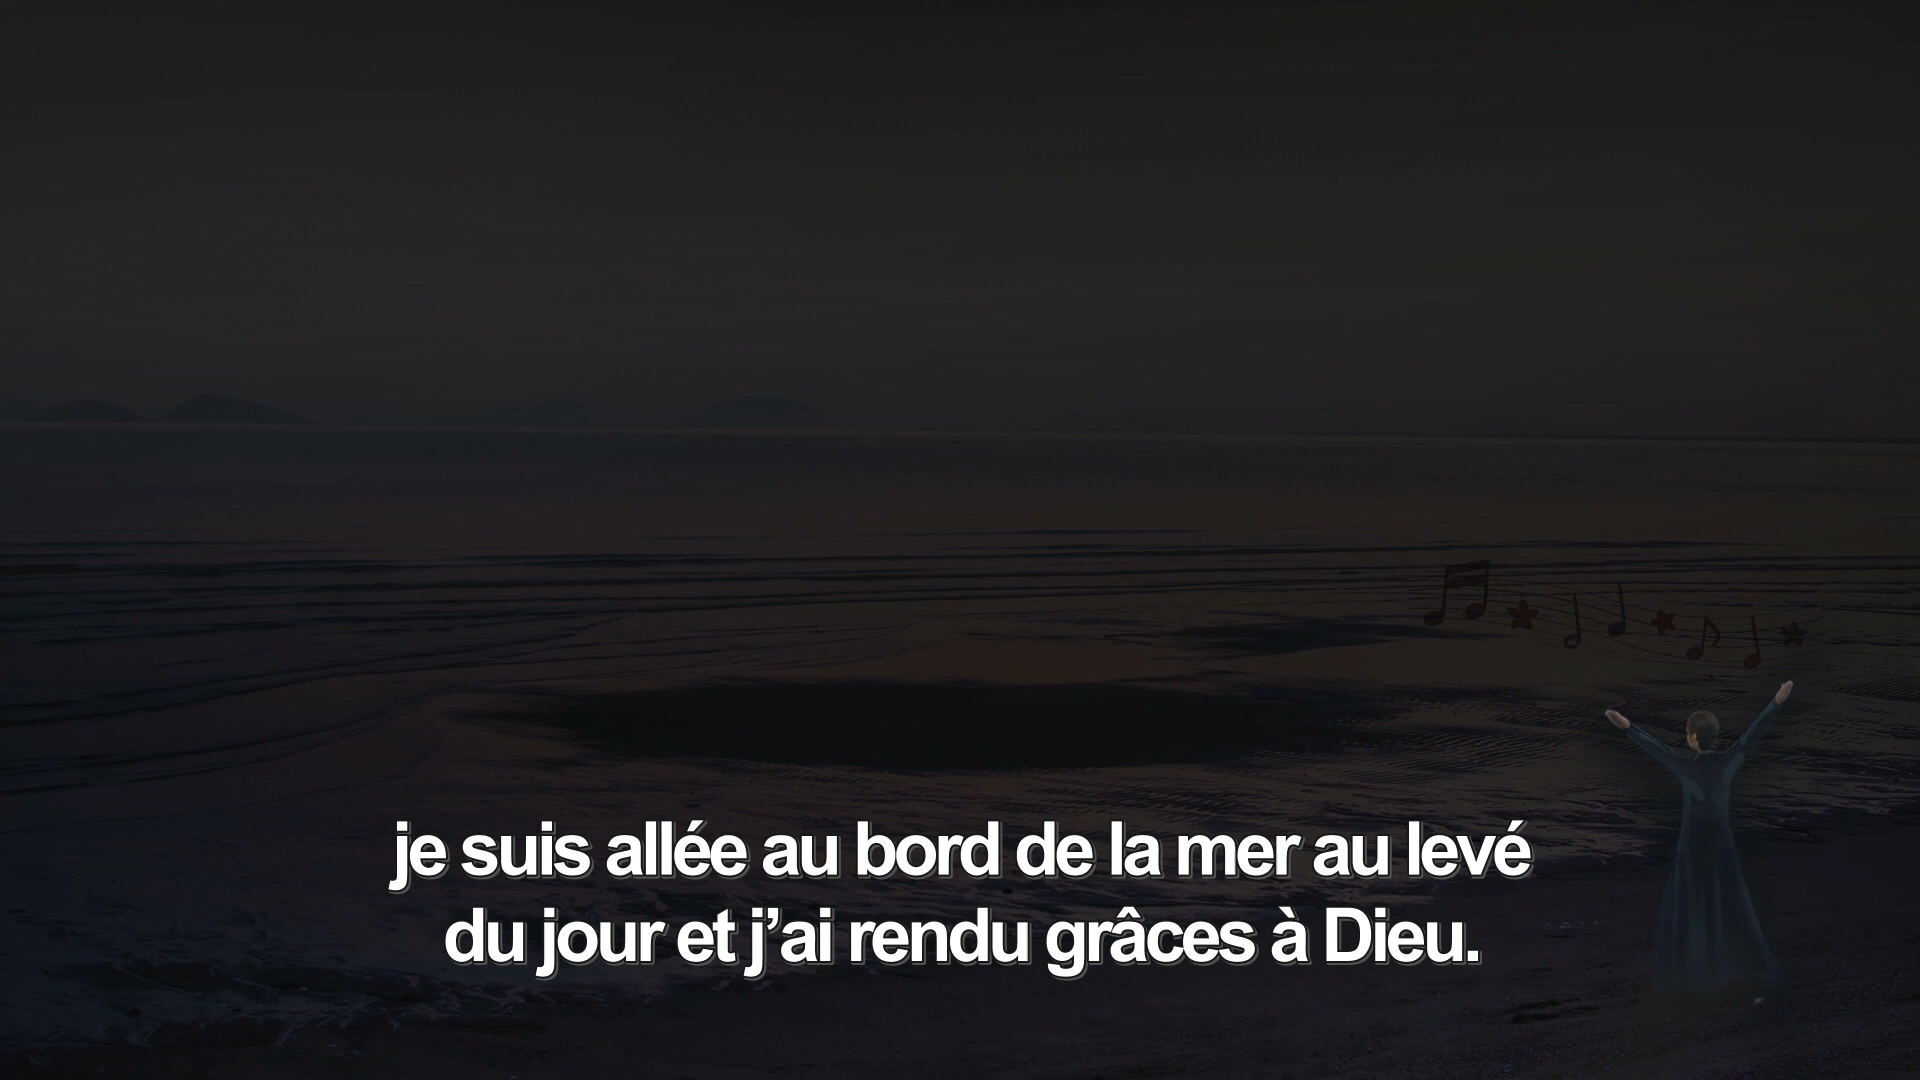 je suis allée au bord de la mer au levé
du jour et j’ai rendu grâces à Dieu.